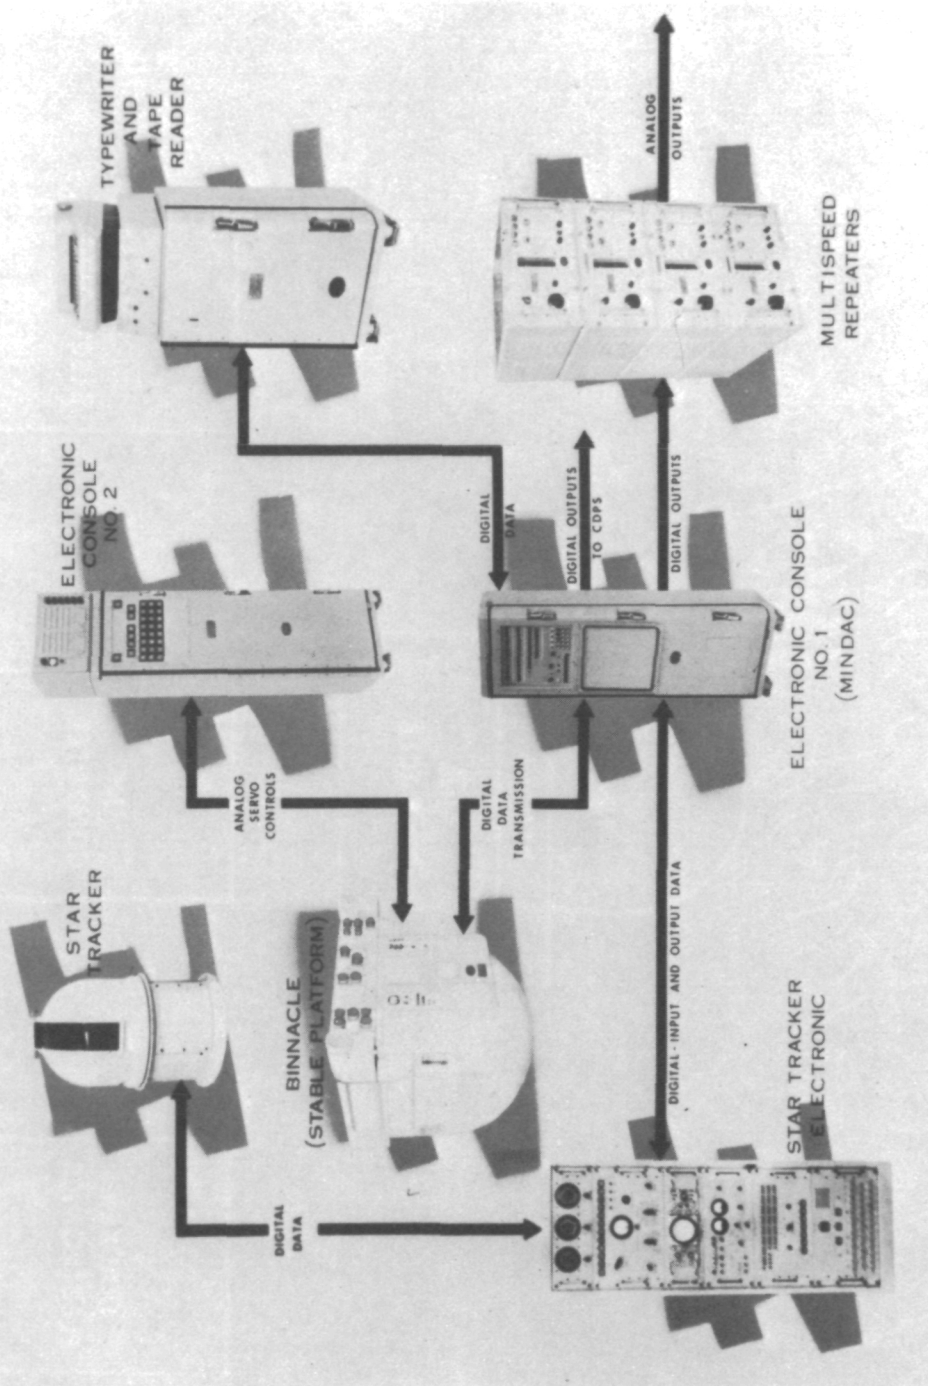 STAR
TRACKER
ELECTRONIC
CONSOLE
NO. 2
TYPEWRITER
AND
TAPE
READER
ANALOG
SERVO
CONTROLS
DIGITAL
DATA
BINNACLE
(STABLE PLATFORM)
DIGITAL
DATA
TRANSMISSION
DIGITAL
DATA
DIGITAL OUTPUTS
TO CDPS
ANALOG
OUTPUTS
DIGITAL-INPUT AND OUTPUT DATA
DIGITAL OUTPUTS
STAR TRACKER
ELECTRONIC
ELECTRONIC CONSOLE
NO. 1
(MINDAC)
MULTISPEED
REPEATERS